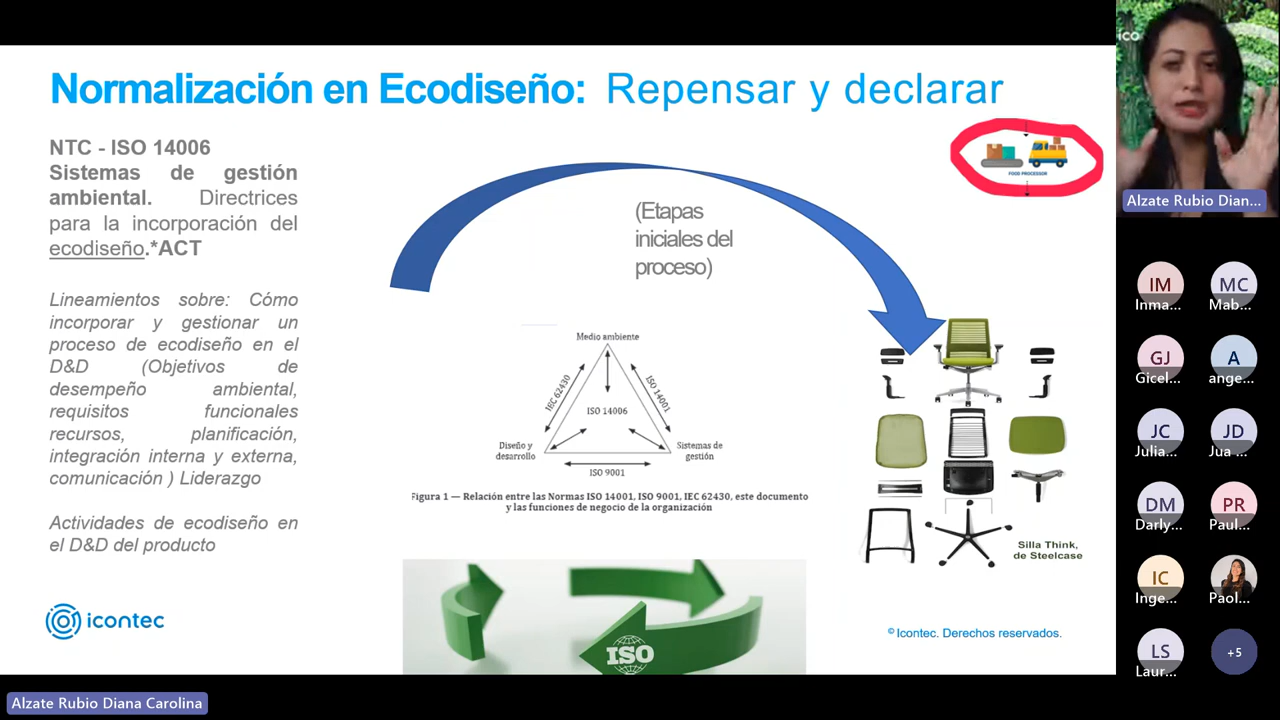 Normalización en Ecodiseño: Repensar y declarar
NTC - ISO 14006
Sistemas de gestión
ambiental. Directrices
para la incorporación del
ecodiseño.*ACT
Lineamientos sobre: Cómo
incorporar y gestionar un
proceso de ecodiseño en el
D&D (Objetivos de
desempeño ambiental,
requisitos funcionales
recursos, planificación,
integración interna y externa,
comunicación ) Liderazgo
Actividades de ecodiseño en
el D&D del producto
icontec
(Etapas
iniciales del
proceso)
Medio ambiente
IEC 62430
ISO 14001
ISO 14006
Diseño y
desarrollo
Sistemas de
gestión
ISO 9001
Figura 1 — Relación entre las Normas ISO 14001, ISO 9001, IEC 62430, este documento
y las funciones de negocio de la organización
ISO
FOOD PROCESSOR
Silla Think,
de Steelcase
© Icontec. Derechos reservados.
ico
Alzate Rubio Dian...
IM
Inma...
MC
Mab...
GJ
Gicel...
A
ange...
JC
Julia...
JD
Jua ...
DM
Darly...
PR
Paul...
IC
Inge...
Paol...
LS
Laur...
+5
Alzate Rubio Diana Carolina